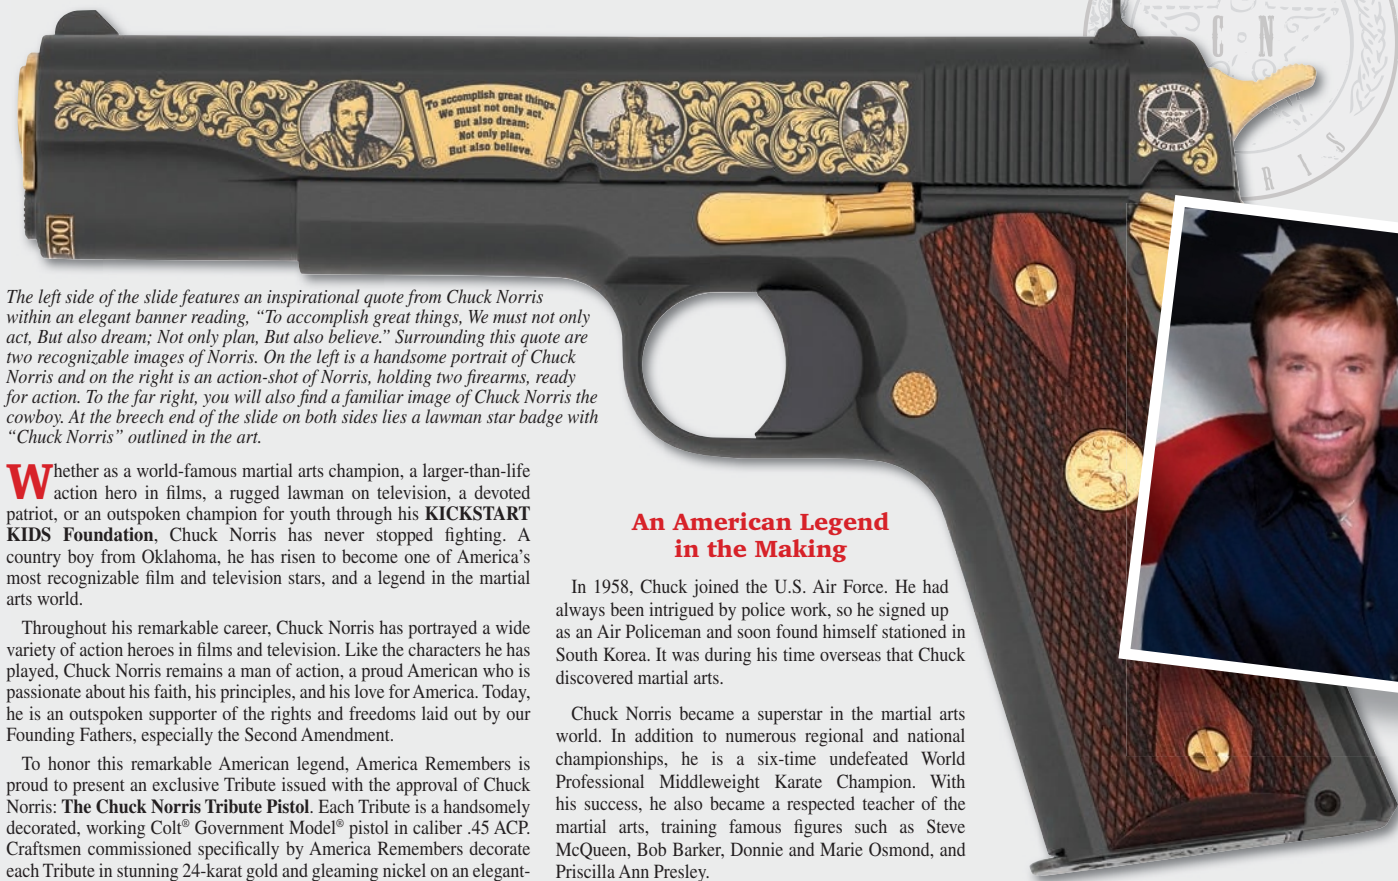 C N
RIS
To accomplish great things,
We must not only act.
But also dream;
Not only plan,
But also believe.
CHUCK
NORRIS
500
COLT
The left side of the slide features an inspirational quote from Chuck Norris
within an elegant banner reading, “To accomplish great things, We must not only
act, But also dream; Not only plan, But also believe.” Surrounding this quote are
two recognizable images of Norris. On the left is a handsome portrait of Chuck
Norris and on the right is an action-shot of Norris, holding two firearms, ready
for action. To the far right, you will also find a familiar image of Chuck Norris the
cowboy. At the breech end of the slide on both sides lies a lawman star badge with
“Chuck Norris” outlined in the art.
Whether as a world-famous martial arts champion, a larger-than-life
action hero in films, a rugged lawman on television, a devoted
patriot, or an outspoken champion for youth through his KICKSTART
KIDS Foundation, Chuck Norris has never stopped fighting. A
country boy from Oklahoma, he has risen to become one of America’s
most recognizable film and television stars, and a legend in the martial
arts world.
Throughout his remarkable career, Chuck Norris has portrayed a wide
variety of action heroes in films and television. Like the characters he has
played, Chuck Norris remains a man of action, a proud American who is
passionate about his faith, his principles, and his love for America. Today,
he is an outspoken supporter of the rights and freedoms laid out by our
Founding Fathers, especially the Second Amendment.
To honor this remarkable American legend, America Remembers is
proud to present an exclusive Tribute issued with the approval of Chuck
Norris: The Chuck Norris Tribute Pistol. Each Tribute is a handsomely
decorated, working Colt® Government Model® pistol in caliber .45 ACP.
Craftsmen commissioned specifically by America Remembers decorate
each Tribute in stunning 24-karat gold and gleaming nickel on an elegant-
An American Legend
in the Making
In 1958, Chuck joined the U.S. Air Force. He had
always been intrigued by police work, so he signed up
as an Air Policeman and soon found himself stationed in
South Korea. It was during his time overseas that Chuck
discovered martial arts.
Chuck Norris became a superstar in the martial arts
world. In addition to numerous regional and national
championships, he is a six-time undefeated World
Professional Middleweight Karate Champion. With
his success, he also became a respected teacher of the
martial arts, training famous figures such as Steve
McQueen, Bob Barker, Donnie and Marie Osmond, and
Priscilla Ann Presley.